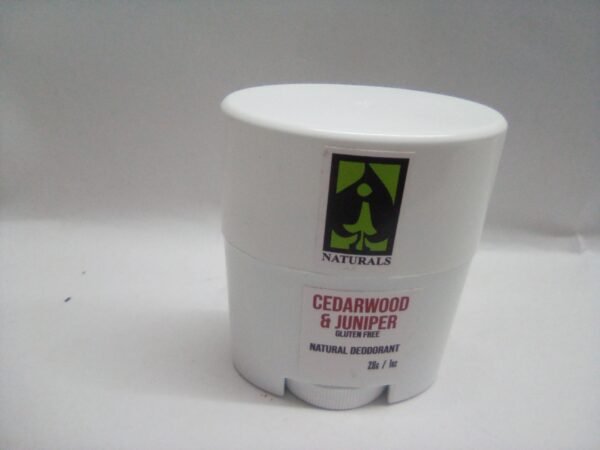 NATURALS
CEDARWOOD
& JUNIPER
GLUTEN FREE
NATURAL DEODORANT
28g / 1oz